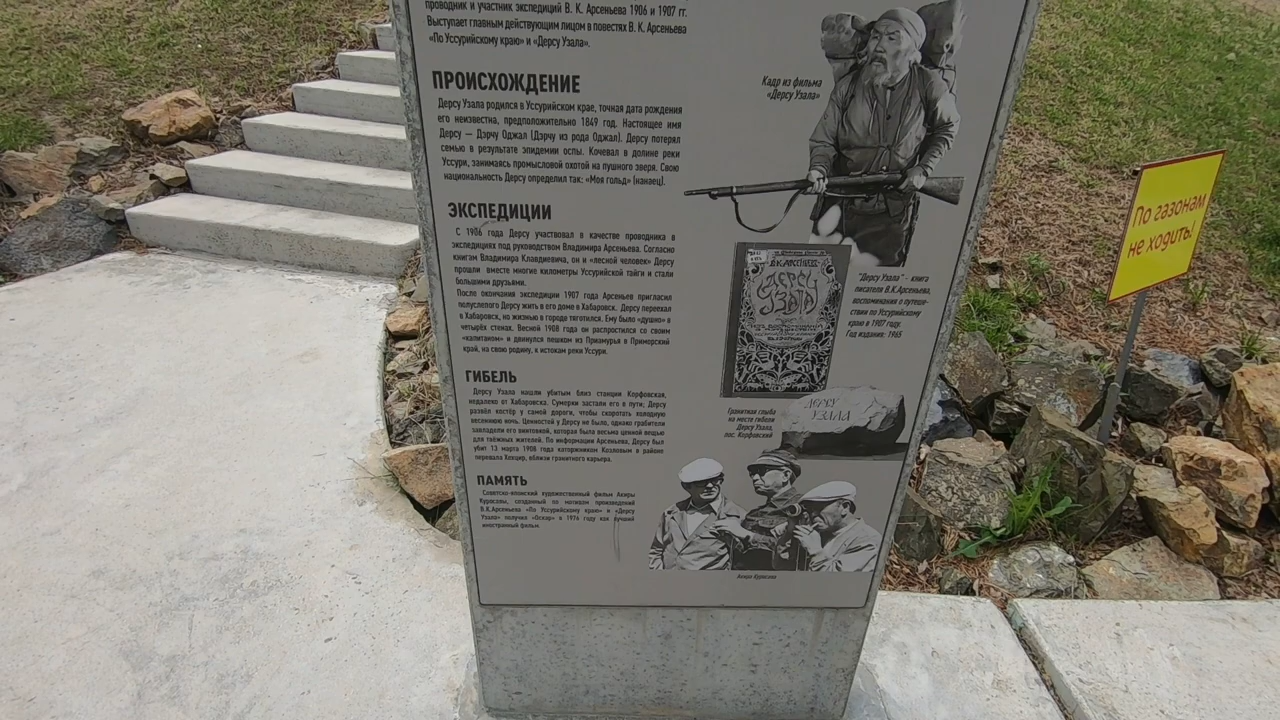 проводник и участник экспедиций В. К. Арсеньева 1906 и 1907 гг.
Выступает главным действующим лицом в повестях В. К. Арсеньева
«По Уссурийскому краю» и «Дерсу Узала».
ПРОИСХОЖДЕНИЕ
Дерсу Узала родился в Уссурийском крае, точная дата рождения
его неизвестна, предположительно 1849 год. Настоящее имя
Дерсу — Дэрчу Оджал (Дэрчу из рода Оджал). Дерсу потерял
семью в результате эпидемии оспы. Кочевал в долине реки
Уссури, занимаясь промысловой охотой на пушного зверя. Свою
национальность Дерсу определил так: «Моя гольд» (нанаец).
Кадр из фильма
«Дерсу Узала»
ЭКСПЕДИЦИИ
С 1906 года Дерсу участвовал в качестве проводника в
экспедициях под руководством Владимира Арсеньева. Согласно
книгам Владимира Клавдиевича, он и «лесной человек» Дерсу
прошли вместе многие километры Уссурийской тайги и стали
большими друзьями.
После окончания экспедиции 1907 года Арсеньев пригласил
полуслепого Дерсу жить в его доме в Хабаровск. Дерсу переехал
в Хабаровск, но жизнью в городе тяготился. Ему было «душно» в
четырёх стенах. Весной 1908 года он распростился со своим
«капитаном» и двинулся пешком из Приамурья в Приморский
край, на свою родину, к истокам реки Уссури.
В.К.АРСЕНЬЕВ
ДЕРСУ
УЗАЛА
"Дерсу Узала" - книга
писателя В.К.Арсеньева,
воспоминания о путеше-
ствии по Уссурийскому
краю в 1907 году.
Год издания: 1965
ГИБЕЛЬ
Дерсу Узала нашли убитым близ станции Корфовская,
недалеко от Хабаровска. Сумерки застали его в пути; Дерсу
развёл костёр у самой дороги, чтобы скоротать холодную
весеннюю ночь. Ценностей у Дерсу не было, однако грабители
завладели его винтовкой, которая была весьма ценной вещью
для таёжных жителей. По информации Арсеньева, Дерсу был
убит 13 марта 1908 года каторжником Козловым в районе
перевала Хехцир, вблизи гранитного карьера.
Гранитная глыба
на месте гибели
Дерсу Узала,
пос. Корфовский
ДЕРСУ
УЗАЛА
ПАМЯТЬ
Советско-японский художественный фильм Акиры
Куросовы, созданный по мотивам произведений
В.К.Арсеньева «По Уссурийскому краю» и «Дерсу
Узала» получил «Оскар» в 1976 году как лучший
иностранный фильм.
Акира Куросова
По газонам
не ходить!